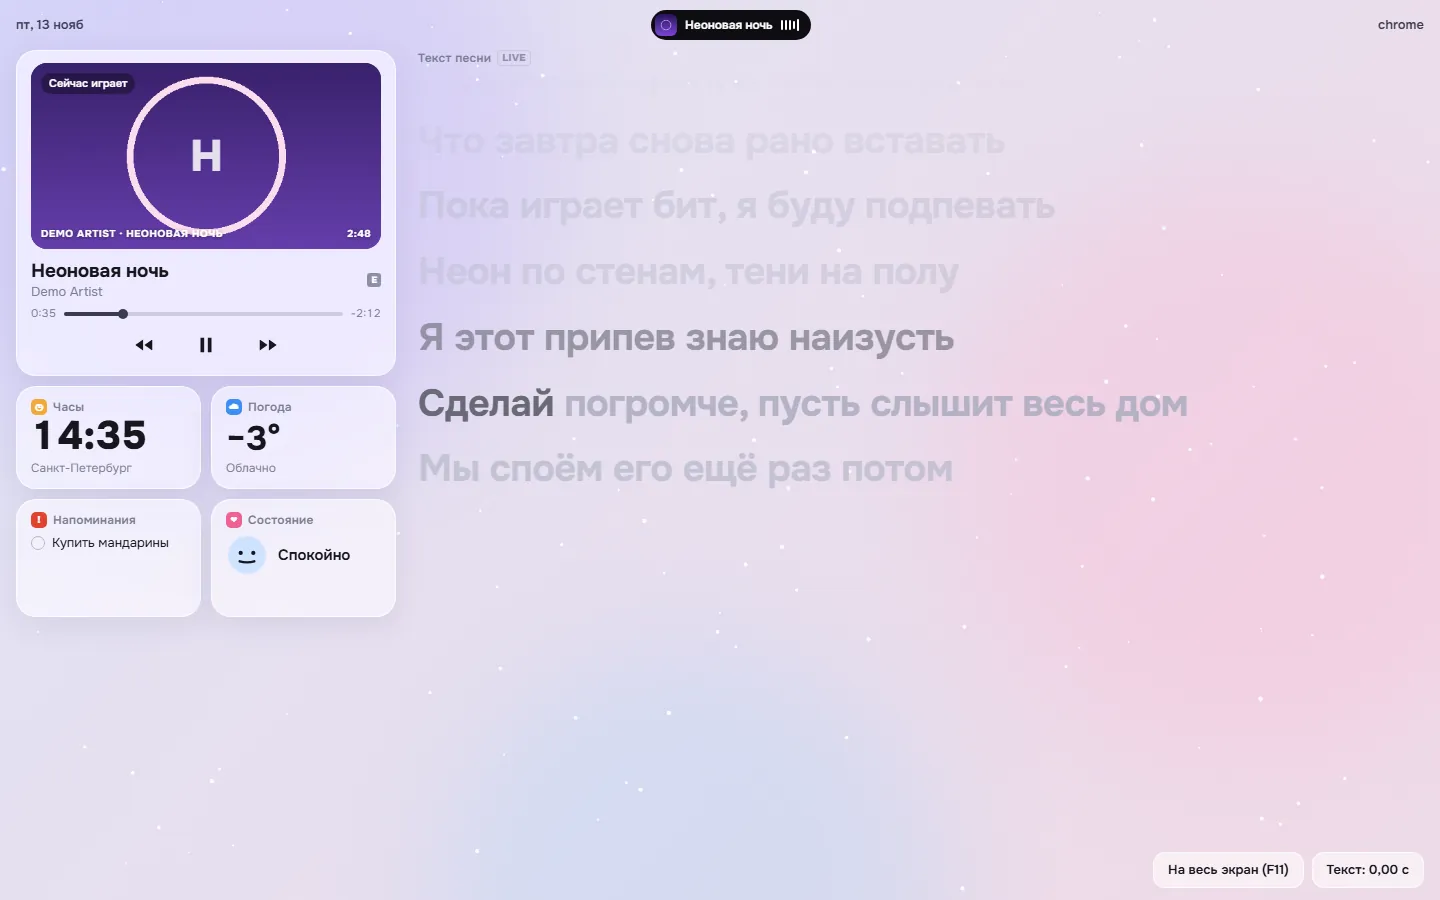 пт, 13 нояб
Неоновая ночь
chrome
Сейчас играет
Н
DEMO ARTIST · НЕОНОВАЯ НОЧЬ
2:48
Неоновая ночь
E
Demo Artist
0:35
-2:12
Часы
14:35
Санкт-Петербург
Погода
-3°
Облачно
Напоминания
Купить мандарины
Состояние
Спокойно
Текст песни
LIVE
Что завтра снова рано вставать
Пока играет бит, я буду подпевать
Неон по стенам, тени на полу
Я этот припев знаю наизусть
Сделай погромче, пусть слышит весь дом
Мы споём его ещё раз потом
На весь экран (F11)
Текст: 0,00 с